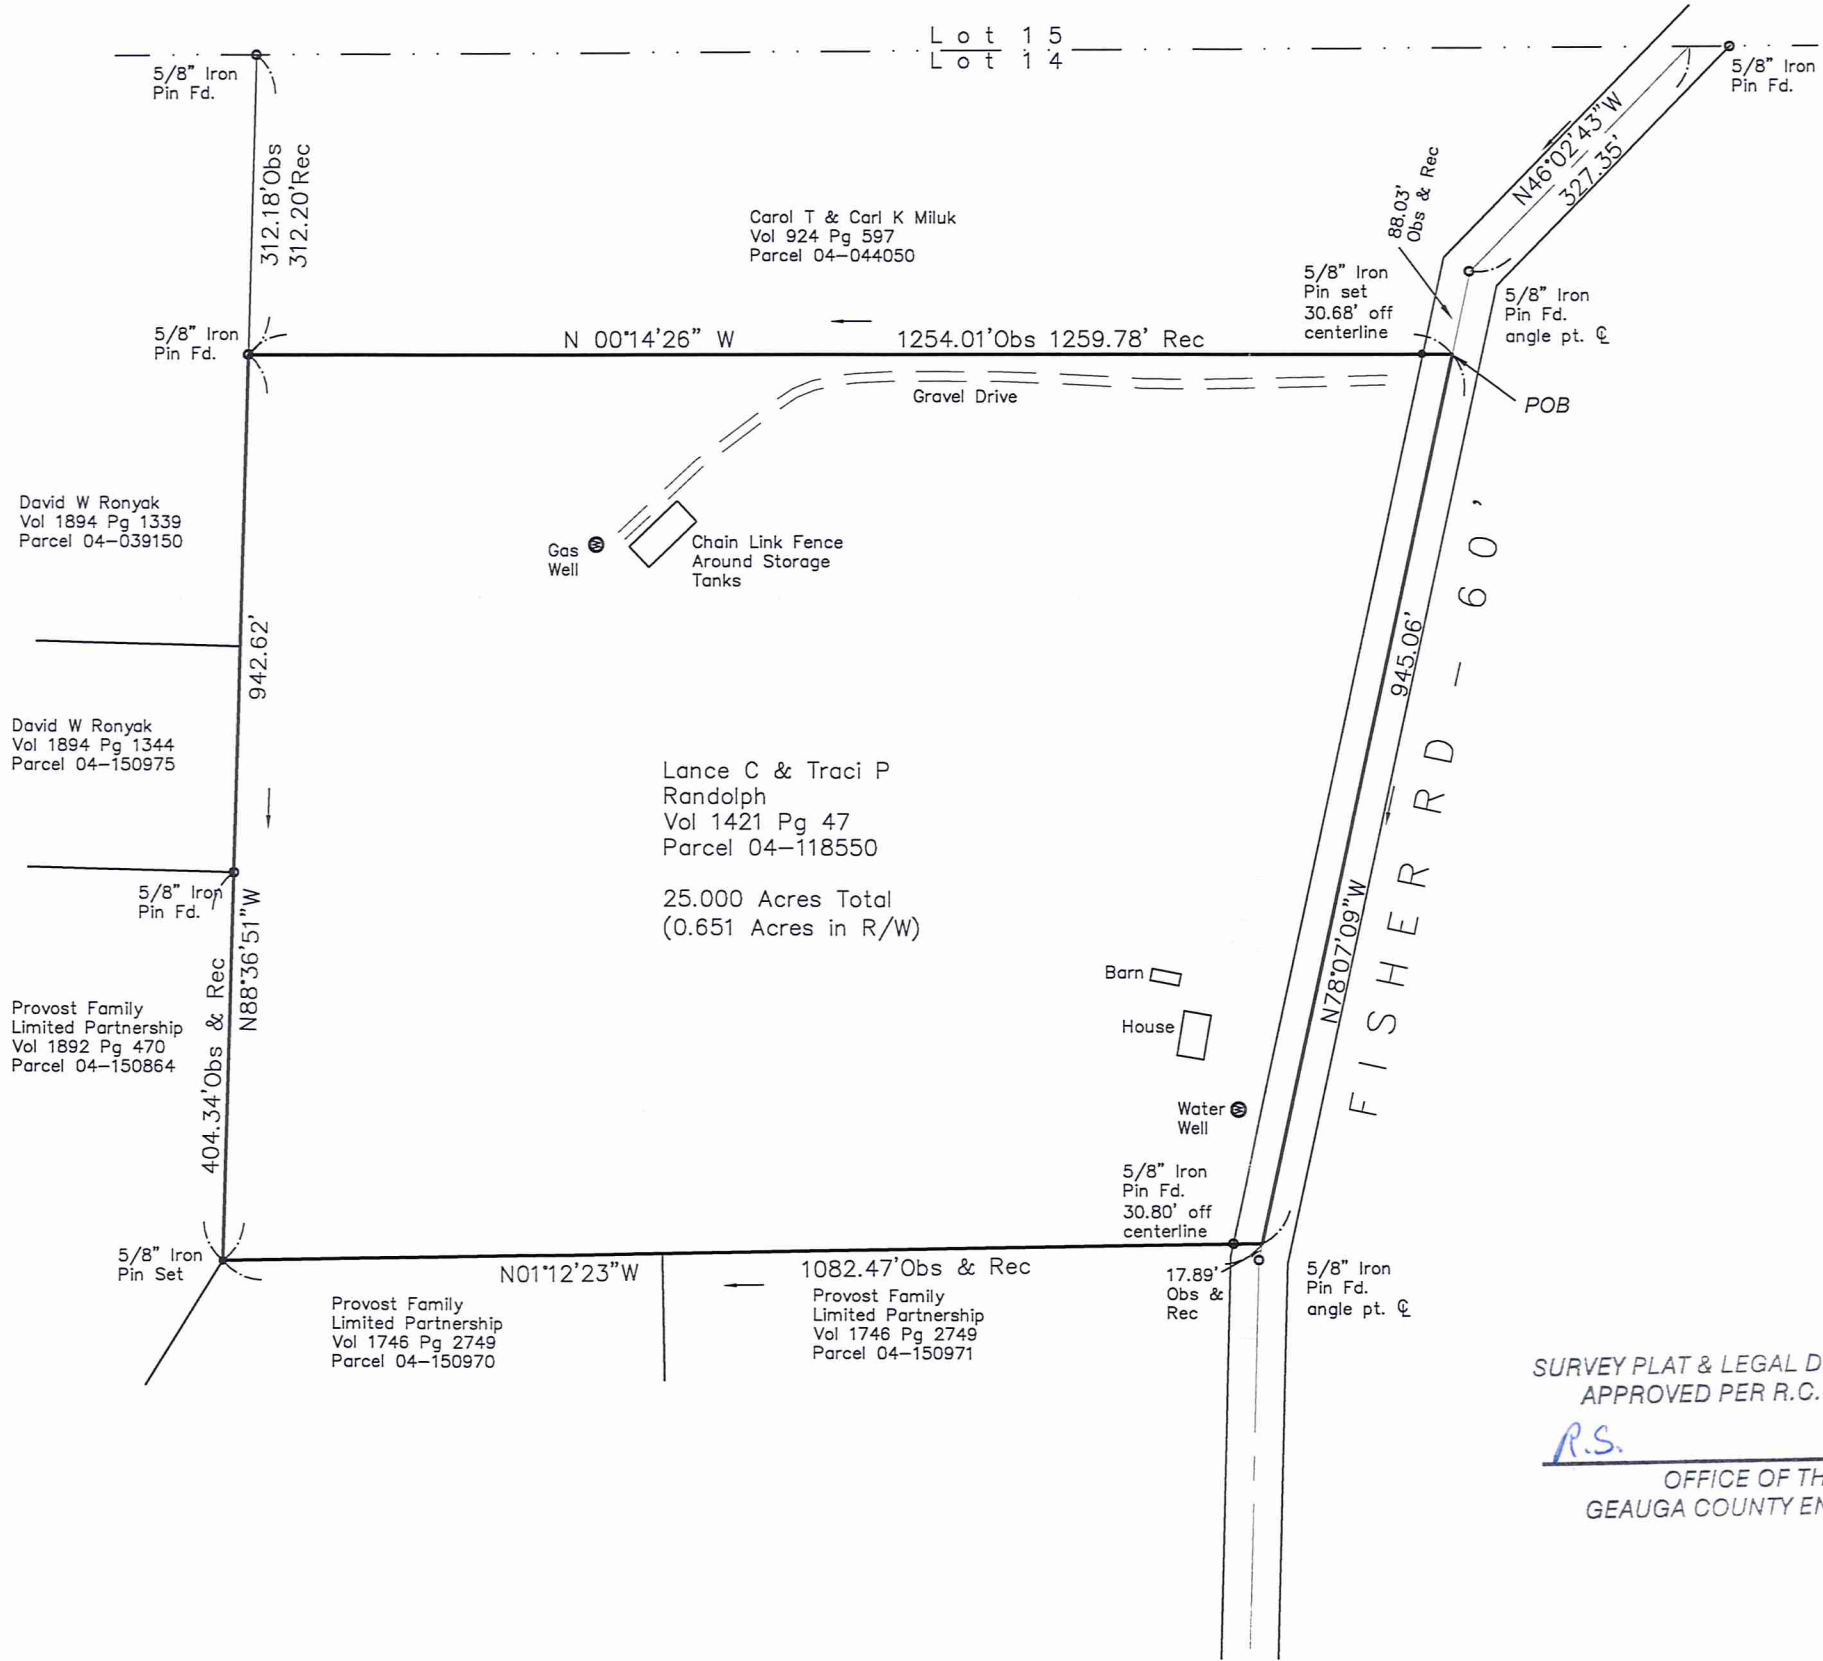 Lot 15
Lot 14
5/8" Iron
Pin Fd.
5/8" Iron
Pin Fd.
312.18'Obs
312.20'Rec
N46°02'43"W
327.35'
88.03'
Obs & Rec
Carol T & Carl K Miluk
Vol 924 Pg 597
Parcel 04-044050
5/8" Iron
Pin set
30.68' off
centerline
5/8" Iron
Pin Fd.
angle pt. ℄
5/8" Iron
Pin Fd.
N 00°14'26" W
1254.01'Obs 1259.78' Rec
Gravel Drive
POB
David W Ronyak
Vol 1894 Pg 1339
Parcel 04-039150
Gas
Well
W
Chain Link Fence
Around Storage
Tanks
942.62'
945.06'
FISHER RD - 60'
David W Ronyak
Vol 1894 Pg 1344
Parcel 04-150975
Lance C & Traci P
Randolph
Vol 1421 Pg 47
Parcel 04-118550
25.000 Acres Total
(0.651 Acres in R/W)
5/8" Iron
Pin Fd.
N88°36'51"W
404.34'Obs & Rec
N78°07'09"W
Barn
House
Provost Family
Limited Partnership
Vol 1892 Pg 470
Parcel 04-150864
Water
Well
W
5/8" Iron
Pin Fd.
30.80' off
centerline
5/8" Iron
Pin Set
N01°12'23"W
1082.47'Obs & Rec
17.89'
Obs &
Rec
5/8" Iron
Pin Fd.
angle pt. ℄
Provost Family
Limited Partnership
Vol 1746 Pg 2749
Parcel 04-150970
Provost Family
Limited Partnership
Vol 1746 Pg 2749
Parcel 04-150971
SURVEY PLAT & LEGAL D
APPROVED PER R.C.
R.S.
OFFICE OF TH
GEAUGA COUNTY EN